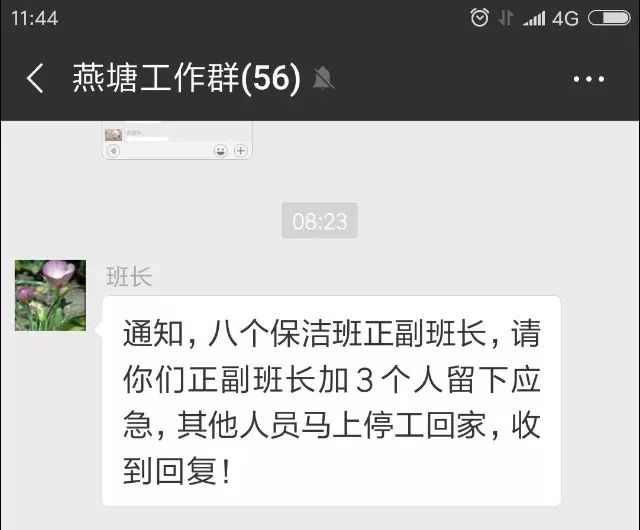 11:44 4G
燕塘工作群(56)
08:23
班长
通知，八个保洁班正副班长，请
你们正副班长加3个人留下应
急，其他人员马上停工回家，收
到回复！